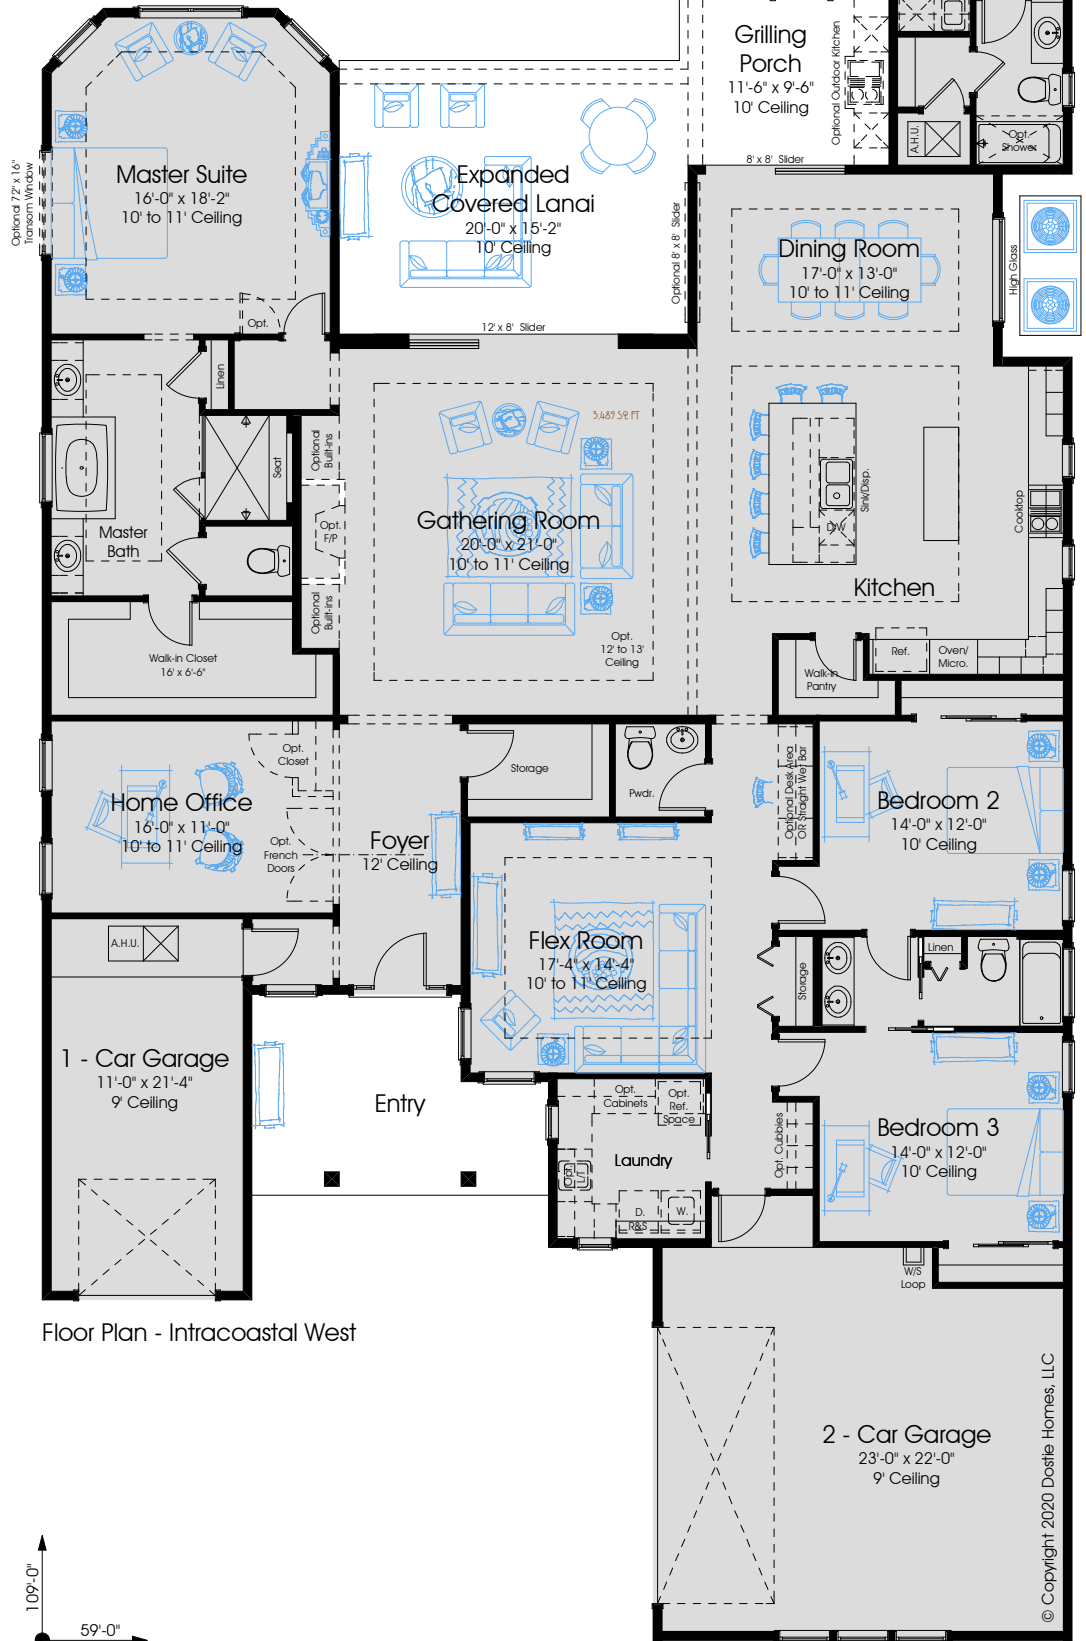 Grilling
Porch
11'-6" x 9'-6"
10' Ceiling
Optional Outdoor Kitchen
8' x 8' Slider
A.H.U.
Opt.
Shower
Master Suite
16'-0" x 18'-2"
10' to 11' Ceiling
Optional 72" x 16"
Transom Window
Opt.
Expanded
Covered Lanai
20'-0" x 15'-2"
10' Ceiling
12' x 8' Slider
Optional 8' x 8' Slider
Dining Room
17'-0" x 13'-0"
10' to 11' Ceiling
High Glass
Linen
Seat
Master
Bath
Optional
Built-ins
Opt.
F/P
Optional
Built-ins
3,489 SQ FT
Gathering Room
20'-0" x 21'-0"
10' to 11' Ceiling
Opt.
12' to 13'
Ceiling
Sink/Disp.
D/W
Cooktop
Kitchen
Ref.
Oven/
Micro.
Walk-in
Pantry
Walk-in Closet
16' x 6'-6"
Opt.
Closet
Home Office
16'-0" x 11'-0"
10' to 11' Ceiling
Opt.
French
Doors
Foyer
12' Ceiling
Storage
Pwdr.
Optional Desk Area
OR Straight Wet Bar
Bedroom 2
14'-0" x 12'-0"
10' Ceiling
Flex Room
17'-4" x 14'-4"
10' to 11' Ceiling
A.H.U.
Storage
Linen
1 - Car Garage
11'-0" x 21'-4"
9' Ceiling
Entry
Opt.
Cabinets
Opt.
Ref.
Space
Laundry
Opt.
L/T
D.
R&S
W.
Opt. Cubbies
Bedroom 3
14'-0" x 12'-0"
10' Ceiling
W/S
Loop
Floor Plan - Intracoastal West
2 - Car Garage
23'-0" x 22'-0"
9' Ceiling
© Copyright 2020 Dostie Homes, LLC
109'-0"
59'-0"